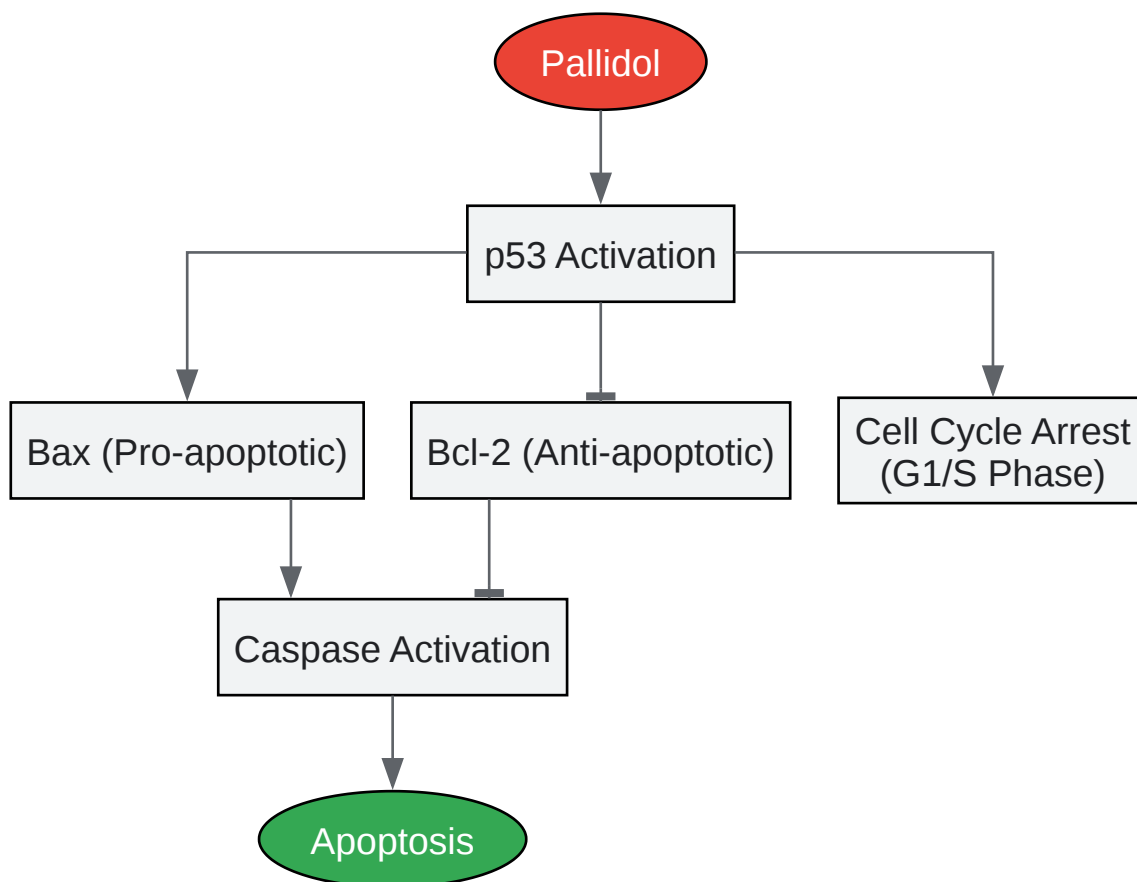 Pallidol
p53 Activation
Bax (Pro-apoptotic)
Bcl-2 (Anti-apoptotic)
Cell Cycle Arrest
(G1/S Phase)
Caspase Activation
Apoptosis